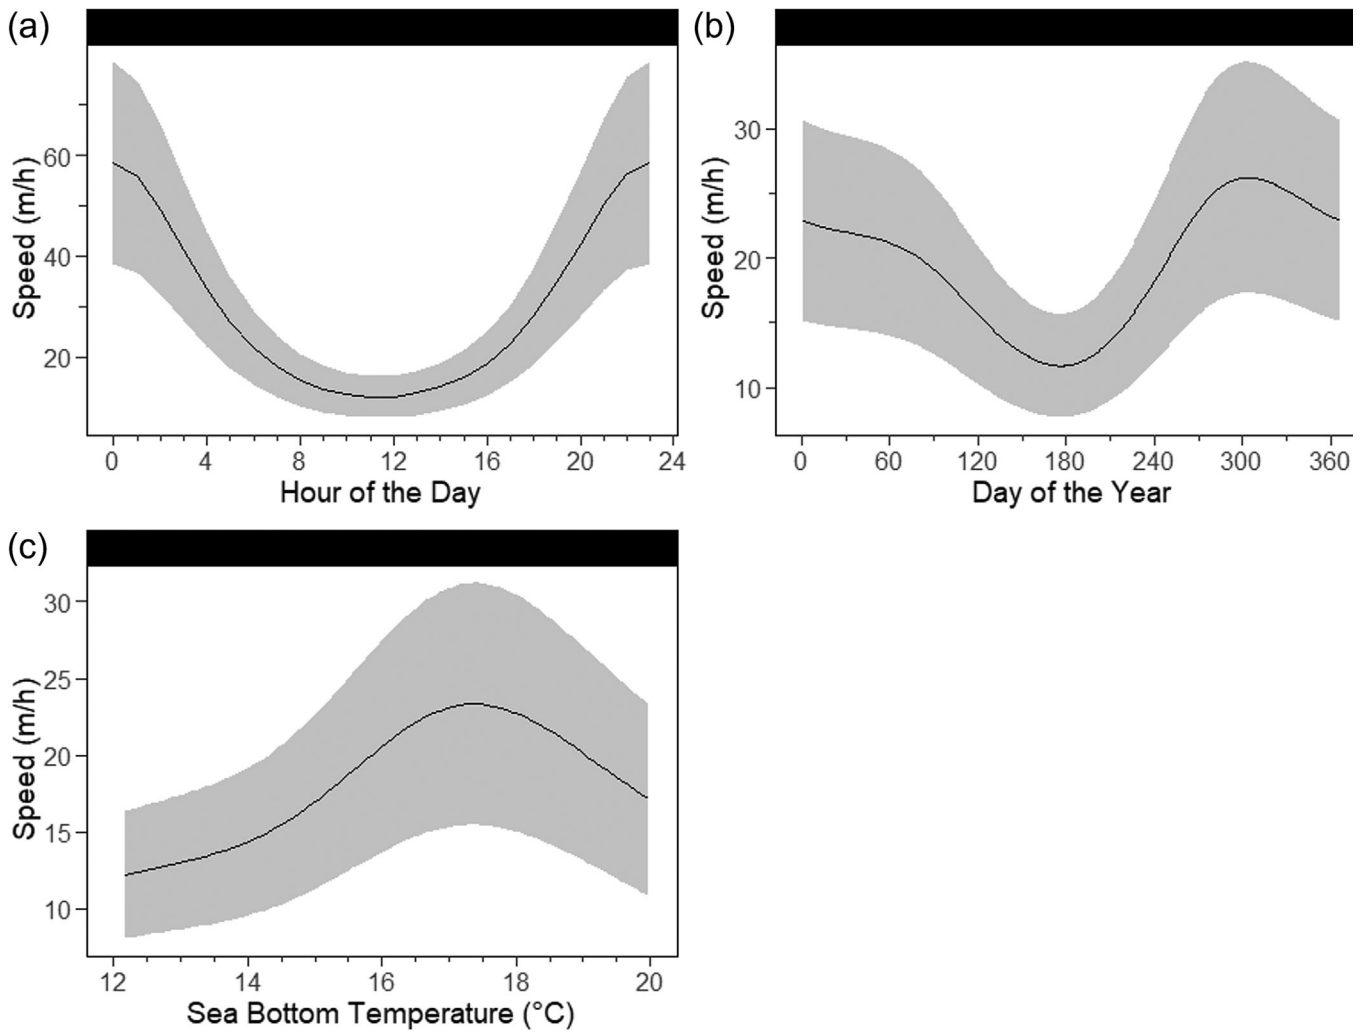 (a)
Speed (m/h)
60
40
20
0 4 8 12 16 20 24
Hour of the Day
(b)
Speed (m/h)
30
20
10
0 60 120 180 240 300 360
Day of the Year
(c)
Speed (m/h)
30
25
20
15
10
12 14 16 18 20
Sea Bottom Temperature (°C)